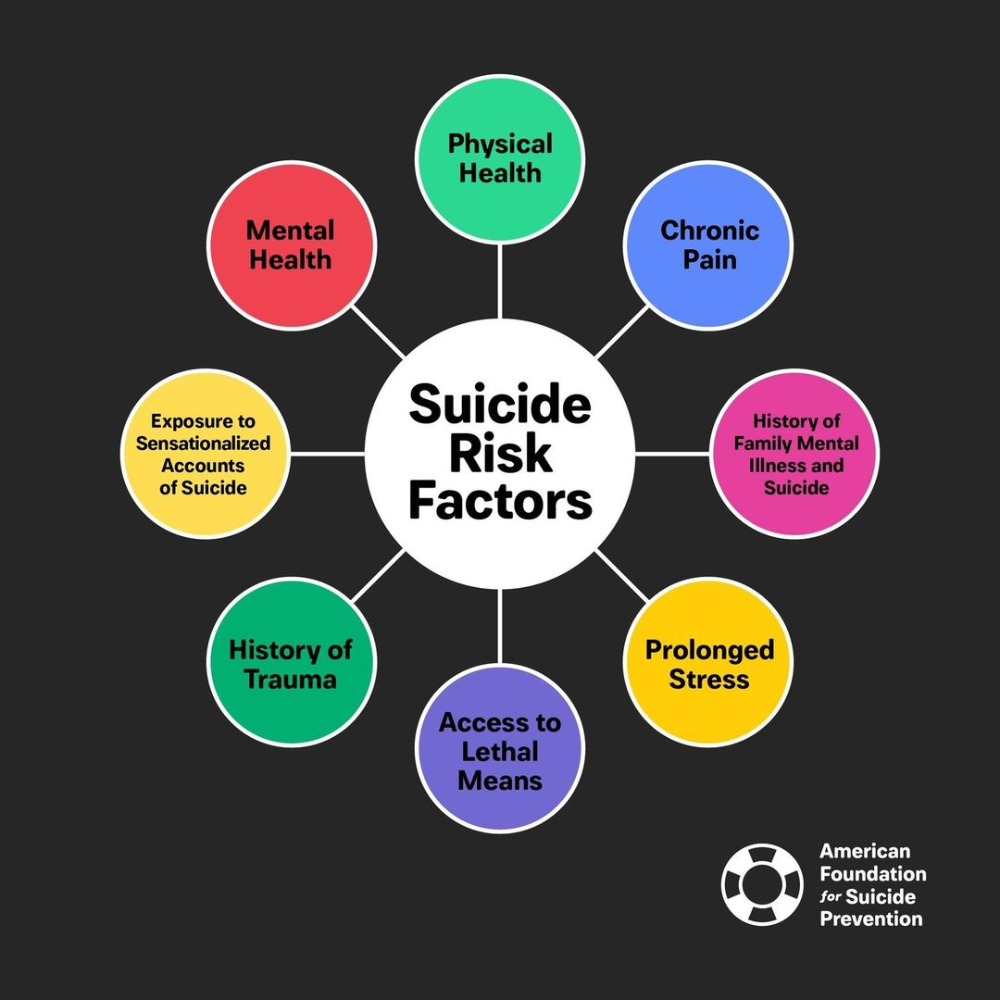 Physical
Health
Mental
Health
Chronic
Pain
Suicide
Risk
Factors
Exposure to
Sensationalized
Accounts
of Suicide
History of
Family Mental
Illness and
Suicide
History of
Trauma
Prolonged
Stress
Access to
Lethal
Means
American
Foundation
for Suicide
Prevention